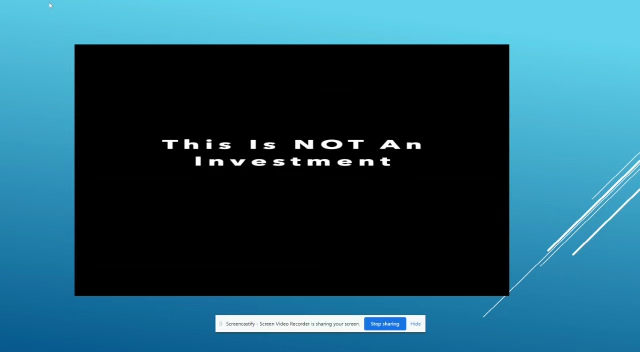 This Is NOT An
Investment
Screencastify - Screen Video Recorder is sharing your screen. Stop sharing Hide